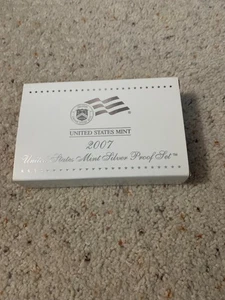 UNITED STATES MINT
2007
United States Mint Silver Proof Set™